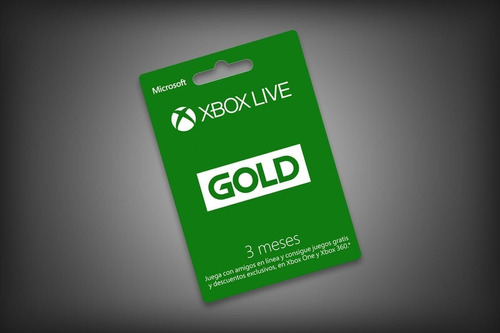 Microsoft
XBOX LIVE
GOLD
3 meses
Juega con amigos en línea y consigue juegos gratis
y descuentos exclusivos, en Xbox One y Xbox 360.*